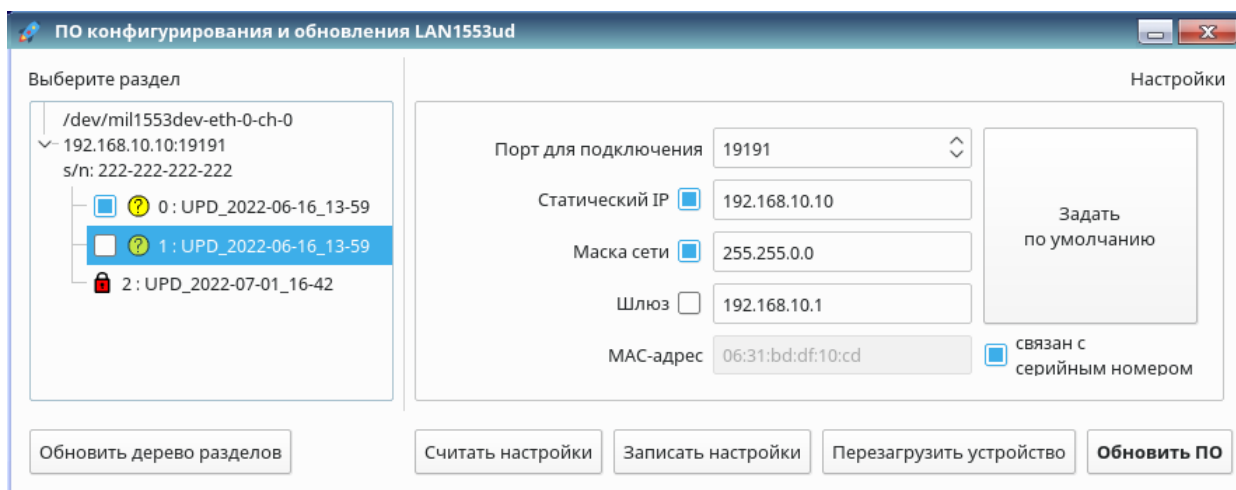 ПО конфигурирования и обновления LAN1553ud
Выберите раздел
Настройки
/dev/mil1553dev-eth-0-ch-0
192.168.10.10:19191
s/n: 222-222-222-222
0 : UPD_2022-06-16_13-59
1 : UPD_2022-06-16_13-59
2 : UPD_2022-07-01_16-42
Порт для подключения 19191
Статический IP 192.168.10.10
Маска сети 255.255.0.0
Шлюз 192.168.10.1
MAC-адрес 06:31:bd:df:10:cd
Задать
по умолчанию
связан с
серийным номером
Обновить дерево разделов
Считать настройки
Записать настройки
Перезагрузить устройство
Обновить ПО